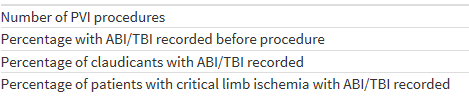 Number of PVI procedures
Percentage with ABI/TBI recorded before procedure
Percentage of claudicants with ABI/TBI recorded
Percentage of patients with critical limb ischemia with ABI/TBI recorded